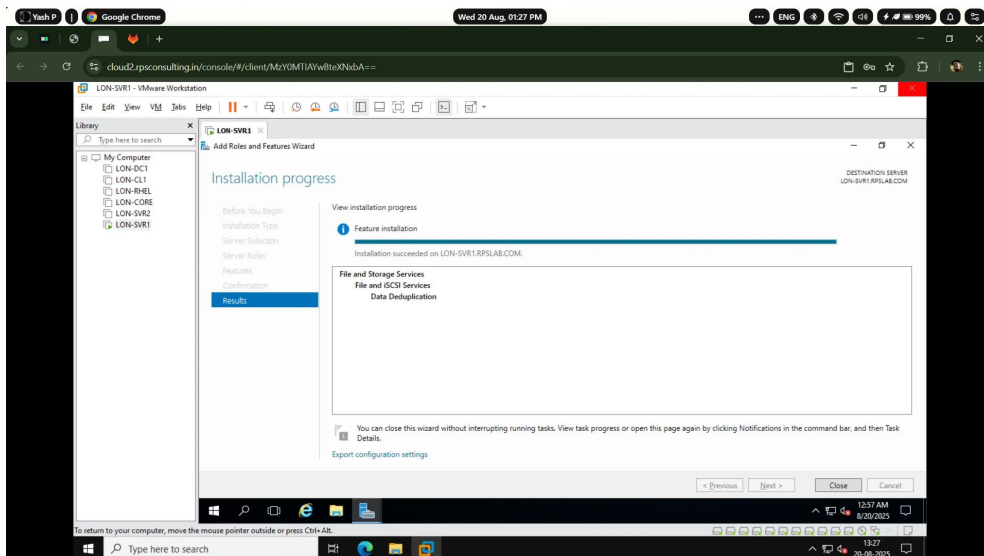 Yash P
Google Chrome
Wed 20 Aug, 01:27 PM
ENG
99%
cloud2.rpsconsulting.in/console/#/client/MzY0MTIAYwBteXNxbA==
LON-SVR1 - VMware Workstation
File Edit View VM Tabs Help
Library
Type here to search
My Computer
LON-DC1
LON-CL1
LON-RHEL
LON-CORE
LON-SVR2
LON-SVR1
LON-SVR1
Add Roles and Features Wizard
Installation progress
DESTINATION SERVER
LON-SVR1.RPSLAB.COM
Before You Begin
Installation Type
Server Selection
Server Roles
Features
Confirmation
Results
View installation progress
Feature installation
Installation succeeded on LON-SVR1.RPSLAB.COM.
File and Storage Services
File and iSCSI Services
Data Deduplication
You can close this wizard without interrupting running tasks. View task progress or open this page again by clicking Notifications in the command bar, and then Task
Details.
Export configuration settings
< Previous Next > Close Cancel
12:57 AM
8/20/2025
To return to your computer, move the mouse pointer outside or press Ctrl+Alt.
Type here to search
13:27
20-08-2025